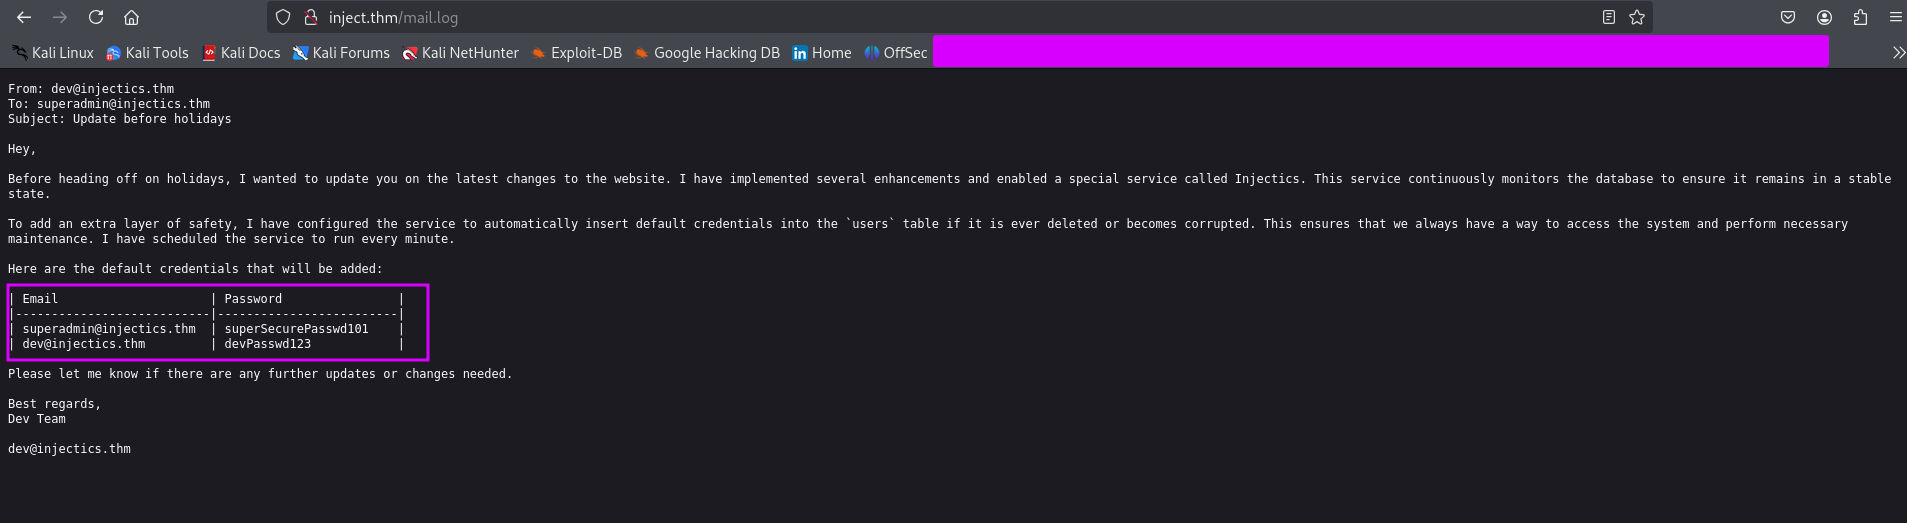 inject.thm/mail.log
Kali Linux Kali Tools Kali Docs Kali Forums Kali NetHunter Exploit-DB Google Hacking DB Home OffSec
From: dev@injectics.thm
To: superadmin@injectics.thm
Subject: Update before holidays
Hey,
Before heading off on holidays, I wanted to update you on the latest changes to the website. I have implemented several enhancements and enabled a special service called Injectics. This service continuously monitors the database to ensure it remains in a stable
state.
To add an extra layer of safety, I have configured the service to automatically insert default credentials into the `users` table if it is ever deleted or becomes corrupted. This ensures that we always have a way to access the system and perform necessary
maintenance. I have scheduled the service to run every minute.
Here are the default credentials that will be added:
| Email                     | Password                |
|---------------------------|-------------------------|
| superadmin@injectics.thm  | superSecurePasswd101    |
| dev@injectics.thm         | devPasswd123            |
Please let me know if there are any further updates or changes needed.
Best regards,
Dev Team
dev@injectics.thm